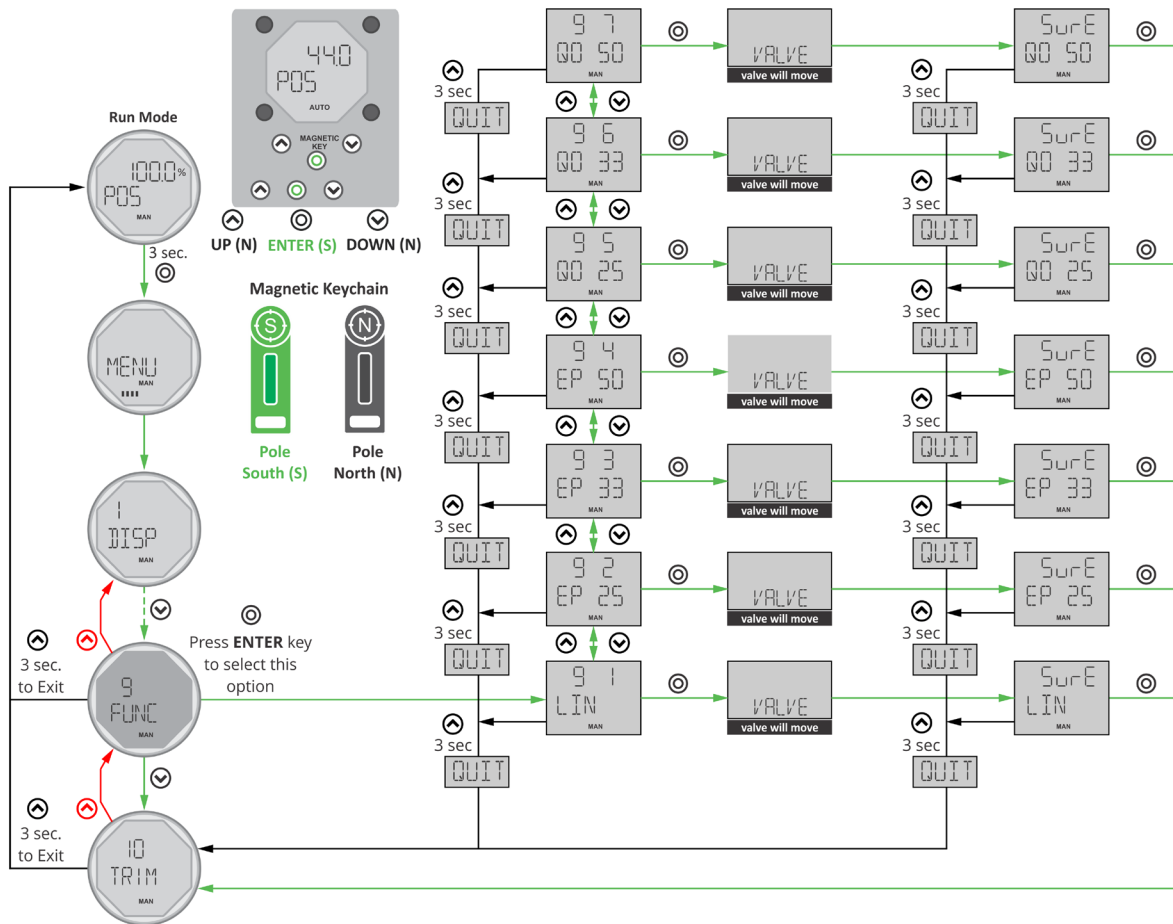 44.0
POS
AUTO
MAGNETIC
KEY
UP (N)
ENTER (S)
DOWN (N)
Magnetic Keychain
S
N
Pole
South (S)
Pole
North (N)
Run Mode
100.0%
POS
MAN
3 sec.
MENU
MAN
1
DISP
MAN
3 sec.
to Exit
9
FUNC
MAN
Press ENTER key
to select this
option
3 sec.
to Exit
10
TRIM
MAN
3 sec
QUIT
9 7
QO 50
MAN
VALVE
valve will move
3 sec
QUIT
SurE
QO 50
MAN
3 sec
QUIT
9 6
QO 33
MAN
VALVE
valve will move
3 sec
QUIT
SurE
QO 33
MAN
3 sec
QUIT
9 5
QO 25
MAN
VALVE
valve will move
3 sec
QUIT
SurE
QO 25
MAN
3 sec
QUIT
9 4
EP 50
MAN
VALVE
valve will move
3 sec
QUIT
SurE
EP 50
MAN
3 sec
QUIT
9 3
EP 33
MAN
VALVE
valve will move
3 sec
QUIT
SurE
EP 33
MAN
3 sec
QUIT
9 2
EP 25
MAN
VALVE
valve will move
3 sec
QUIT
SurE
EP 25
MAN
3 sec
QUIT
9 1
LIN
MAN
VALVE
valve will move
3 sec
QUIT
SurE
LIN
MAN